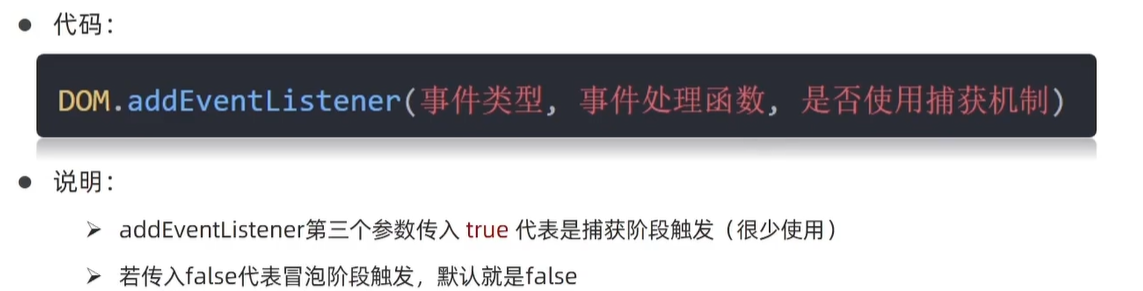 ● 代码：
DOM.addEventListener(事件类型, 事件处理函数, 是否使用捕获机制)
● 说明：
➢ addEventListener第三个参数传入 true 代表是捕获阶段触发（很少使用）
➢ 若传入false代表冒泡阶段触发，默认就是false